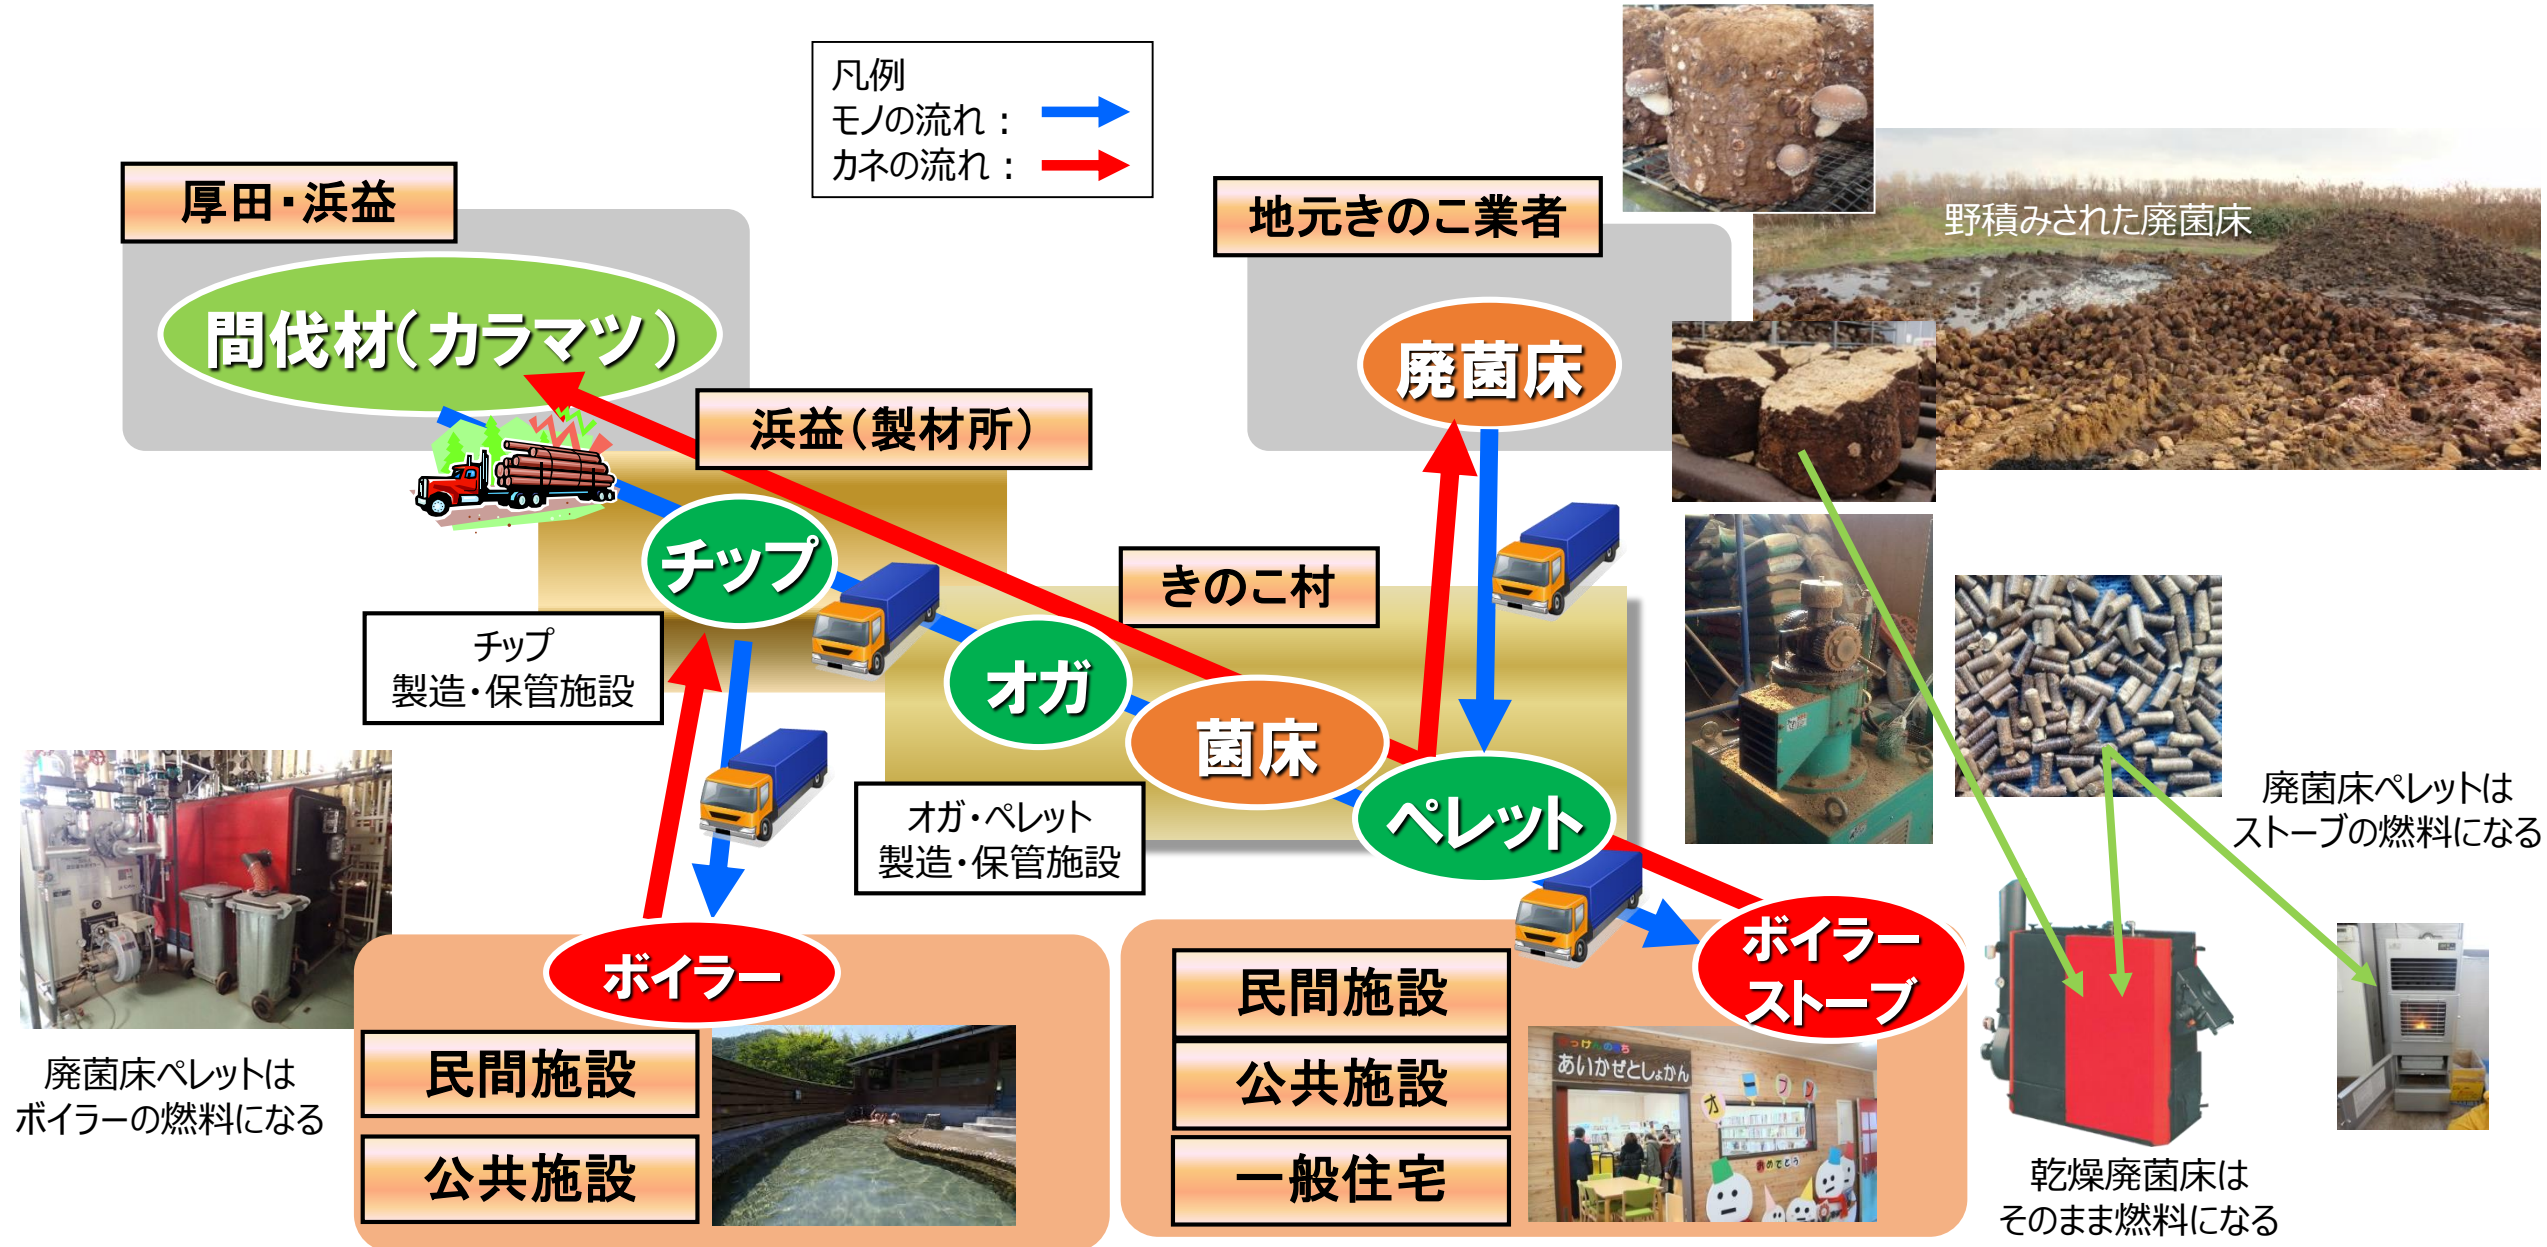 凡例
モノの流れ：
カネの流れ：
厚田・浜益
間伐材（カラマツ）
地元きのこ業者
野積みされた廃菌床
廃菌床
浜益（製材所）
チップ
きのこ村
チップ
製造・保管施設
オガ
菌床
ペレット
オガ・ペレット
製造・保管施設
廃菌床ペレットは
ストーブの燃料になる
ボイラー
民間施設
公共施設
廃菌床ペレットは
ボイラーの燃料になる
ボイラー
ストーブ
民間施設
公共施設
一般住宅
あいかぜとしょかん
オープン
おめでとう
乾燥廃菌床は
そのまま燃料になる